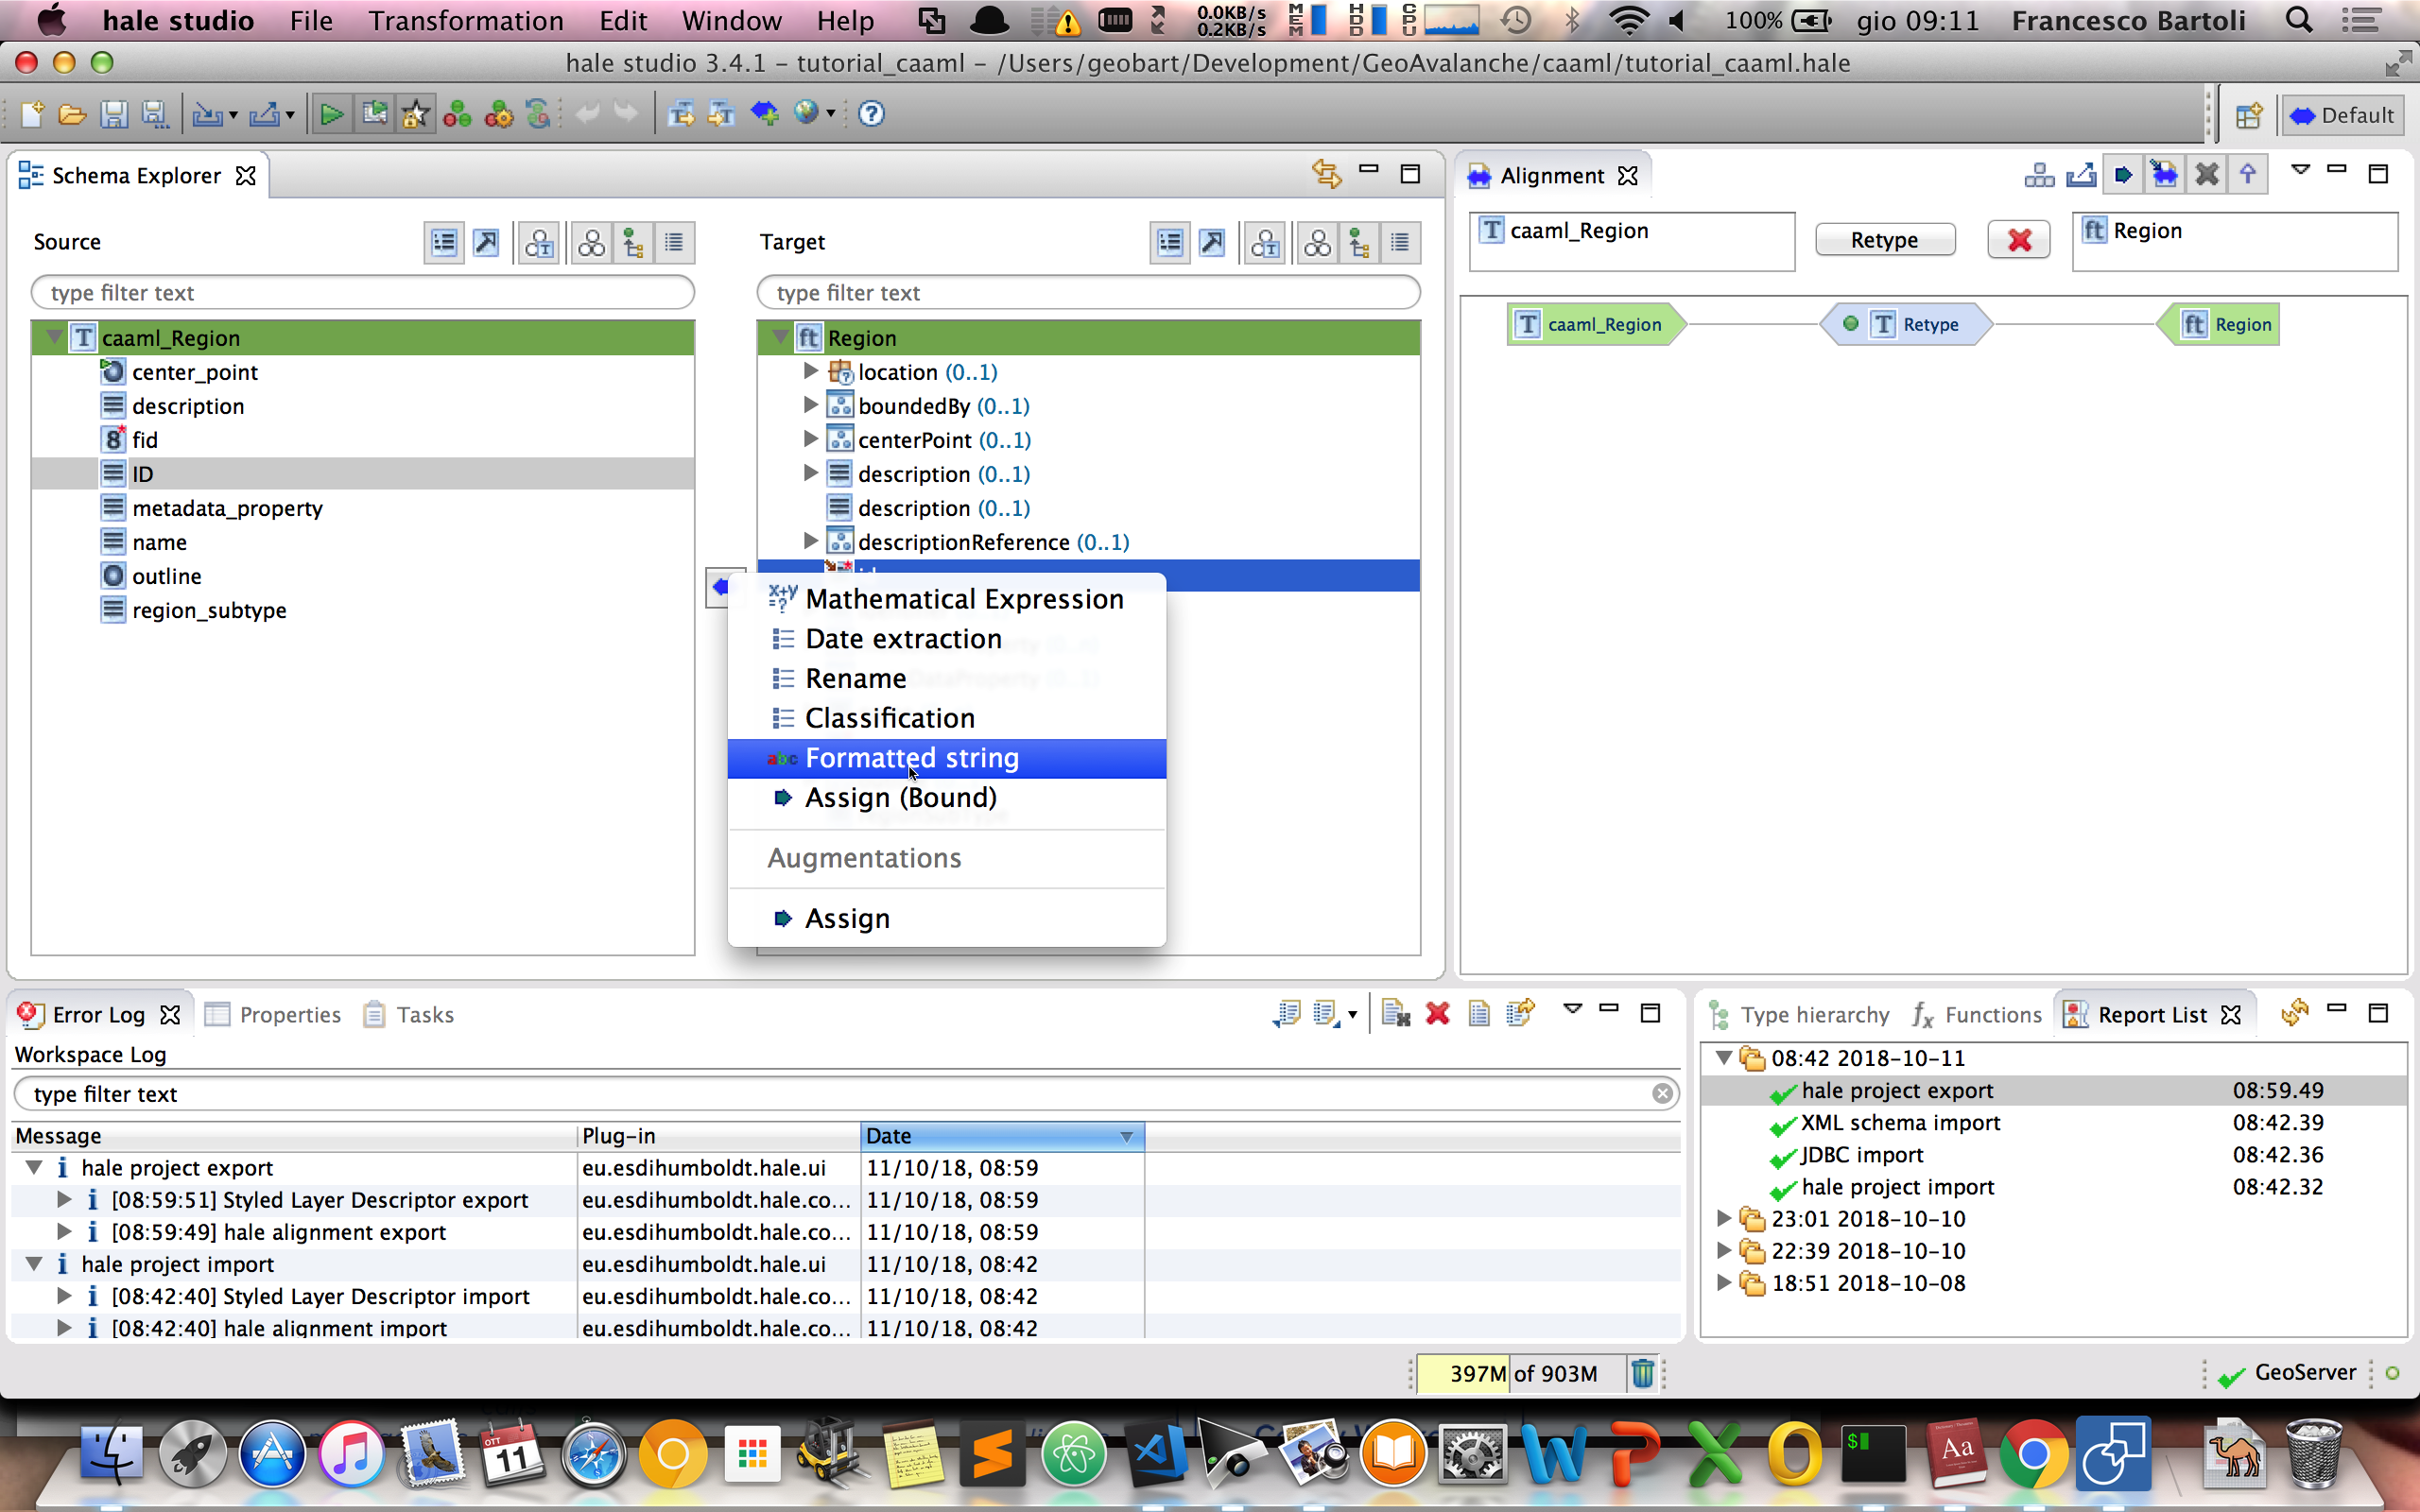 hale studio File Transformation Edit Window Help 0.0KB/s 0.2KB/s MEM HDD CPU 100% gio 09:11 Francesco Bartoli
hale studio 3.4.1 – tutorial_caaml – /Users/geobart/Development/GeoAvalanche/caaml/tutorial_caaml.hale
Default
Schema Explorer
Source
type filter text
caaml_Region
center_point
description
fid
ID
metadata_property
name
outline
region_subtype
Target
type filter text
Region
location (0..1)
boundedBy (0..1)
centerPoint (0..1)
description (0..1)
description (0..1)
descriptionReference (0..1)
Mathematical Expression
Date extraction
Rename
Classification
Formatted string
Assign (Bound)
Augmentations
Assign
Alignment
caaml_Region Retype Region
caaml_Region Retype Region
Error Log Properties Tasks
Workspace Log
type filter text
Message Plug-in Date
hale project export eu.esdihumboldt.hale.ui 11/10/18, 08:59
[08:59:51] Styled Layer Descriptor export eu.esdihumboldt.hale.co... 11/10/18, 08:59
[08:59:49] hale alignment export eu.esdihumboldt.hale.co... 11/10/18, 08:59
hale project import eu.esdihumboldt.hale.ui 11/10/18, 08:42
[08:42:40] Styled Layer Descriptor import eu.esdihumboldt.hale.co... 11/10/18, 08:42
[08:42:40] hale alignment import eu.esdihumboldt.hale.co... 11/10/18, 08:42
Type hierarchy Functions Report List
08:42 2018-10-11
hale project export 08:59.49
XML schema import 08:42.39
JDBC import 08:42.36
hale project import 08:42.32
23:01 2018-10-10
22:39 2018-10-10
18:51 2018-10-08
397M of 903M
GeoServer
OTT
11
Aa